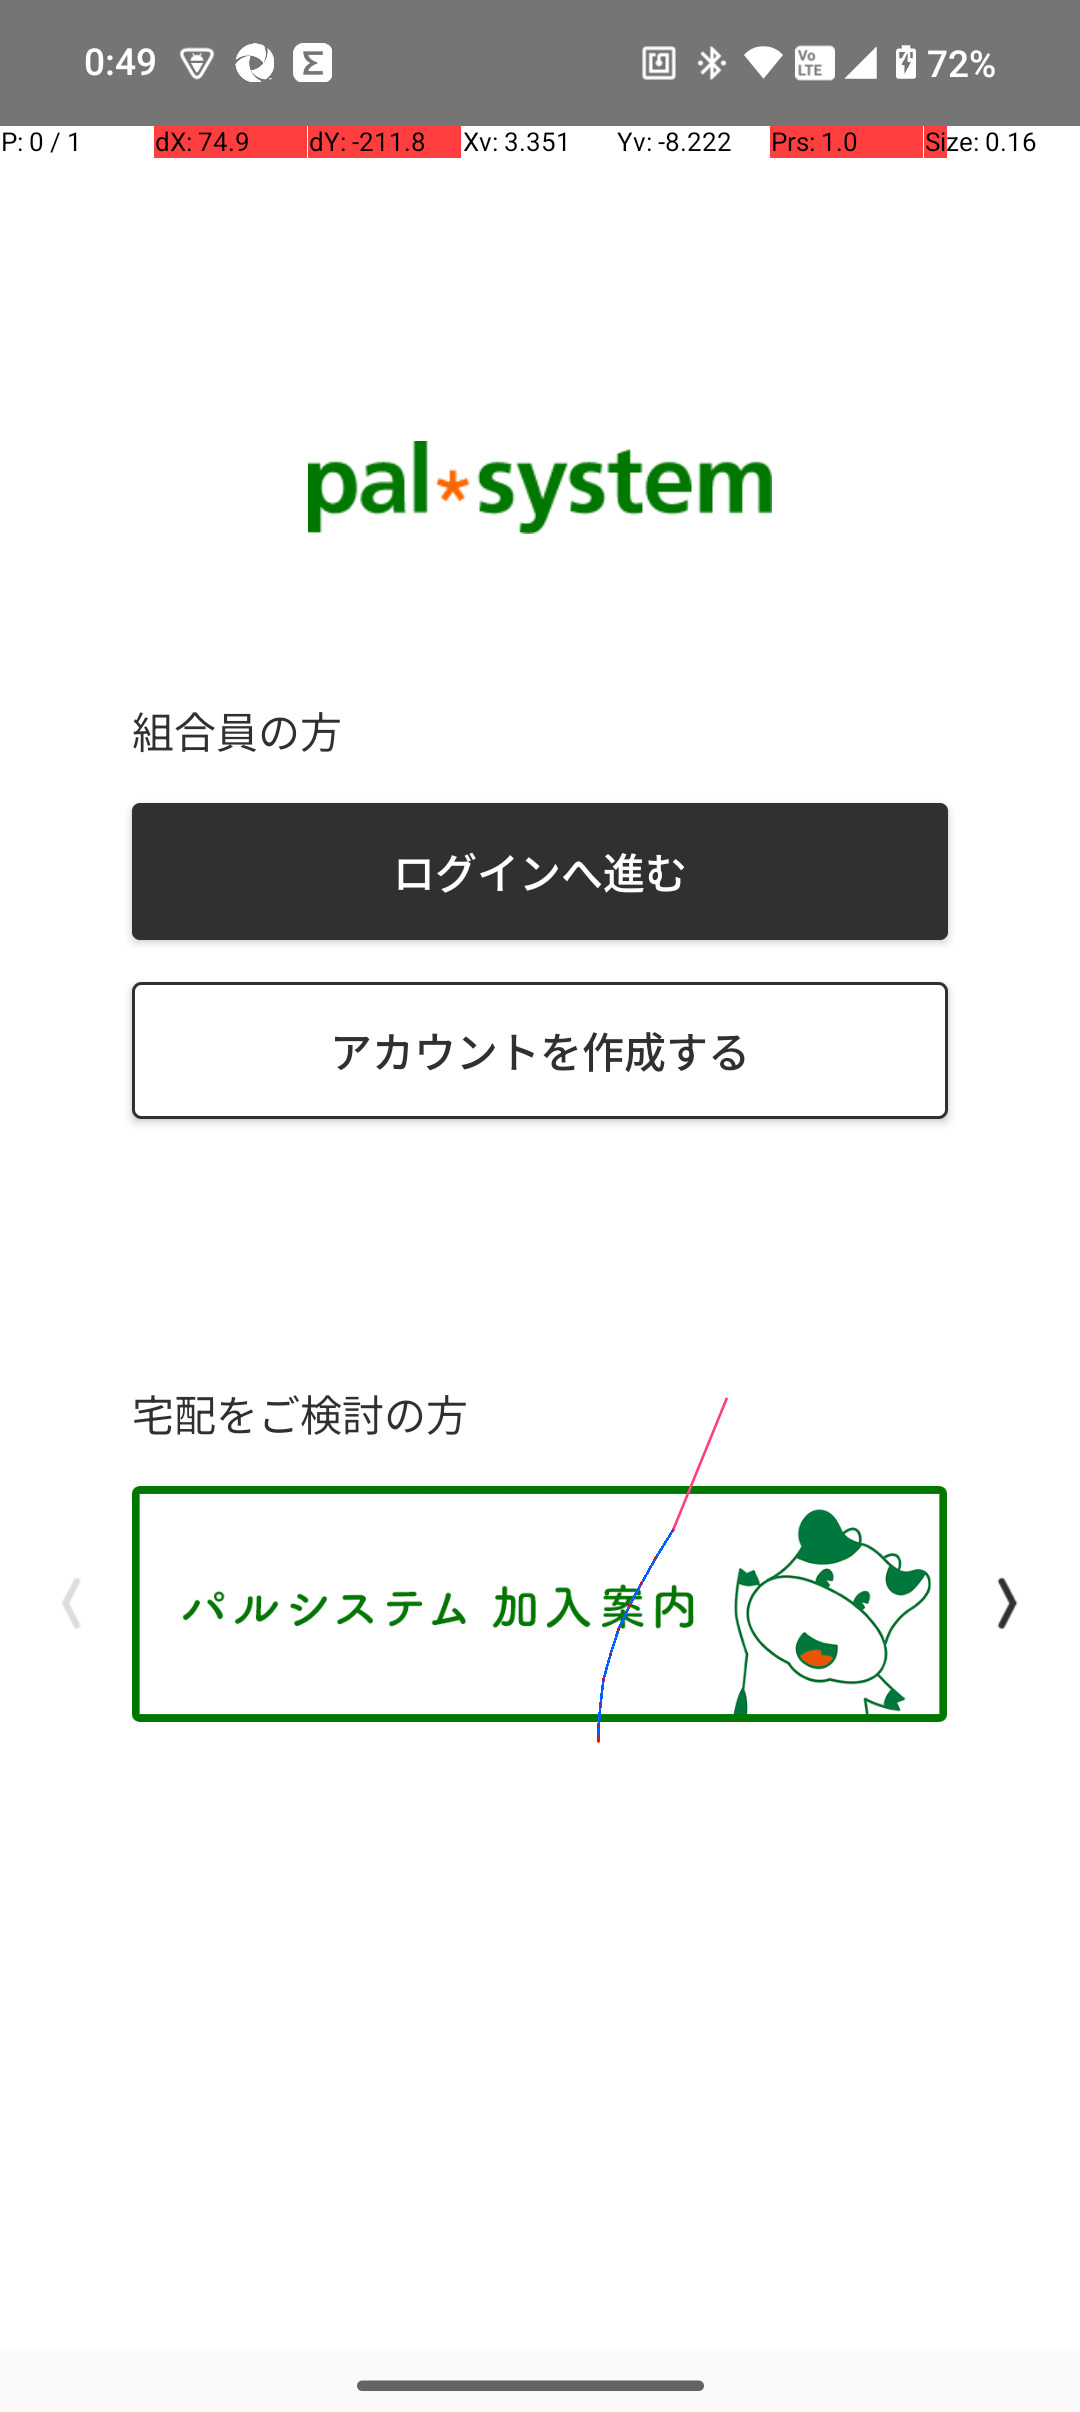 0:49 72%
P: 0 / 1 dX: 74.9 dY: -211.8 Xv: 3.351 Yv: -8.222 Prs: 1.0 Size: 0.16
pal*system
組合員の方
ログインへ進む
アカウントを作成する
宅配をご検討の方
パルシステム 加入案内